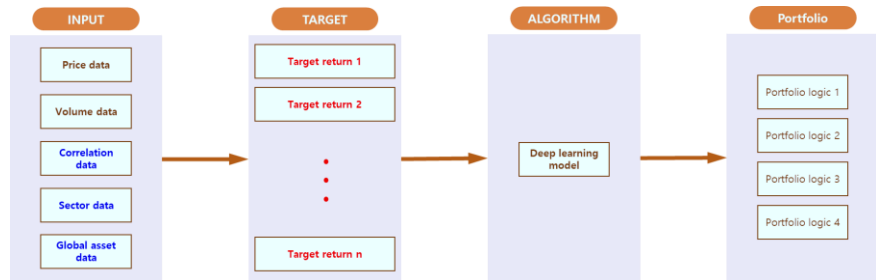 INPUT
Price data
Volume data
Correlation
data
Sector data
Global asset
data
TARGET
Target return 1
Target return 2
Target return n
ALGORITHM
Deep learning
model
Portfolio
Portfolio logic 1
Portfolio logic 2
Portfolio logic 3
Portfolio logic 4